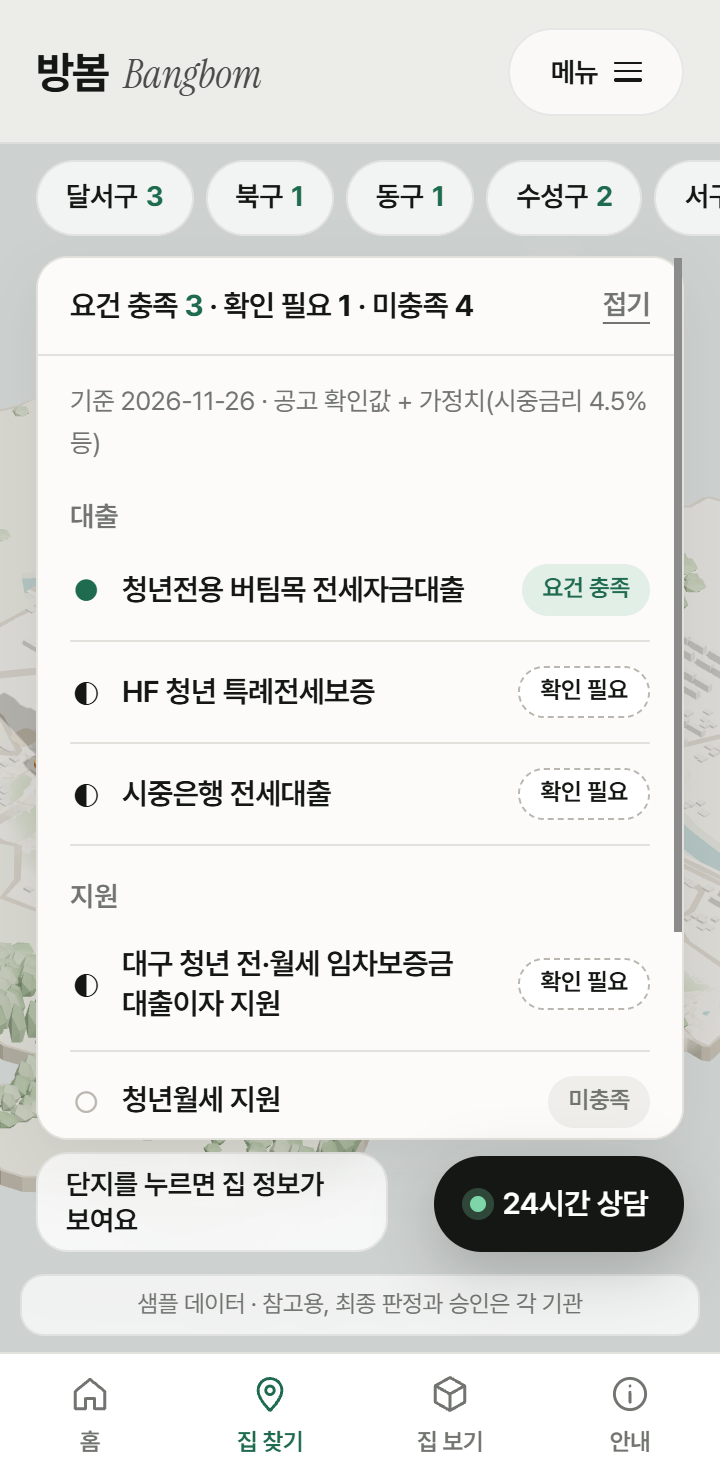 방봄 Bangbom
메뉴
달서구 3
북구 1
동구 1
수성구 2
서구
요건 충족 3 · 확인 필요 1 · 미충족 4
접기
기준 2026-11-26 · 공고 확인값 + 가정치(시중금리 4.5%
등)
대출
청년전용 버팀목 전세자금대출
요건 충족
HF 청년 특례전세보증
확인 필요
시중은행 전세대출
확인 필요
지원
대구 청년 전·월세 임차보증금
대출이자 지원
확인 필요
청년월세 지원
미충족
단지를 누르면 집 정보가
보여요
24시간 상담
샘플 데이터 · 참고용, 최종 판정과 승인은 각 기관
홈
집 찾기
집 보기
안내